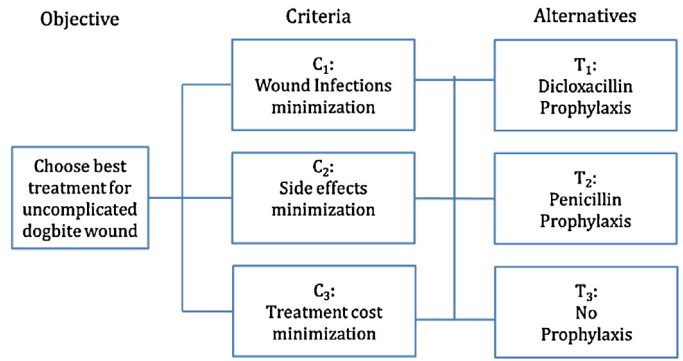 Objective
Criteria
Alternatives
Choose best
treatment for
uncomplicated
dogbite wound
C₁:
Wound Infections
minimization
C₂:
Side effects
minimization
C₃:
Treatment cost
minimization
T₁:
Dicloxacillin
Prophylaxis
T₂:
Penicillin
Prophylaxis
T₃:
No
Prophylaxis